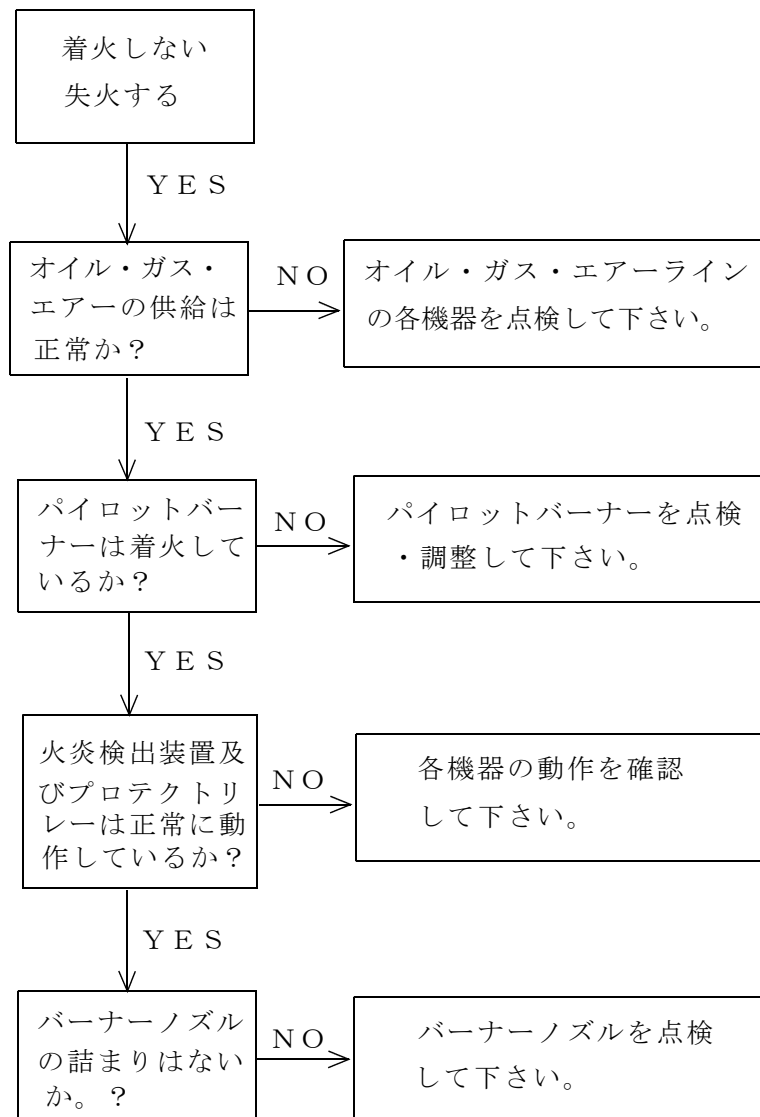 着火しない
失火する
ＹＥＳ
オイル・ガス・
エアーの供給は
正常か？
ＮＯ
オイル・ガス・エアーライン
の各機器を点検して下さい。
ＹＥＳ
パイロットバー
ナーは着火して
いるか？
ＮＯ
パイロットバーナーを点検
・調整して下さい。
ＹＥＳ
火炎検出装置及
びプロテクトリ
レーは正常に動
作しているか？
ＮＯ
各機器の動作を確認
して下さい。
ＹＥＳ
バーナーノズル
の詰まりはない
か。？
ＮＯ
バーナーノズルを点検
して下さい。